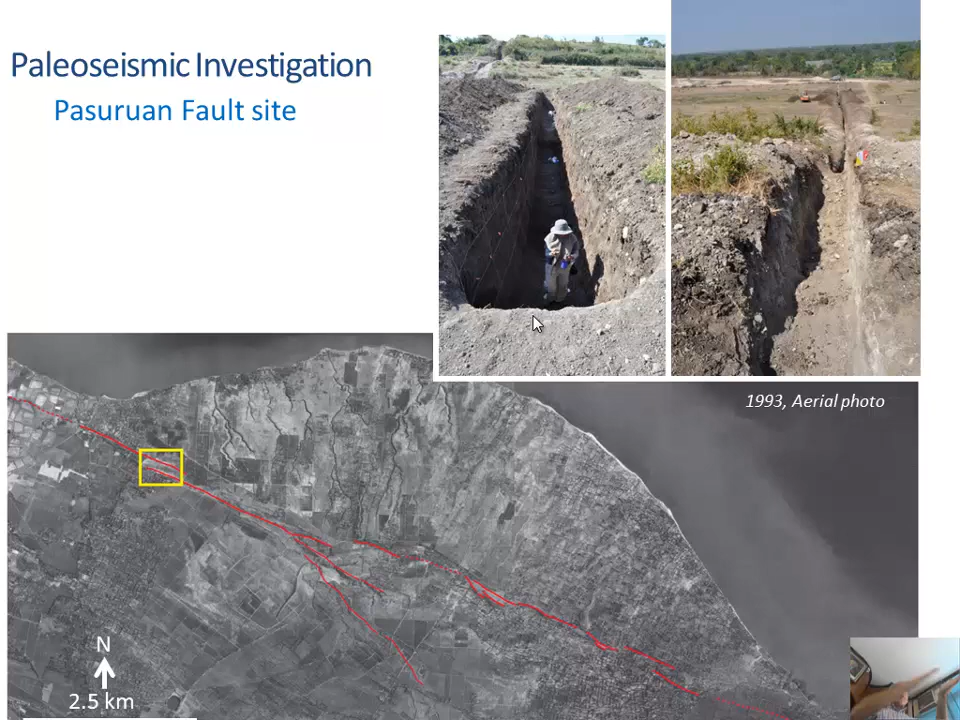 Paleoseismic Investigation
Pasuruan Fault site
1993, Aerial photo
N
2.5 km